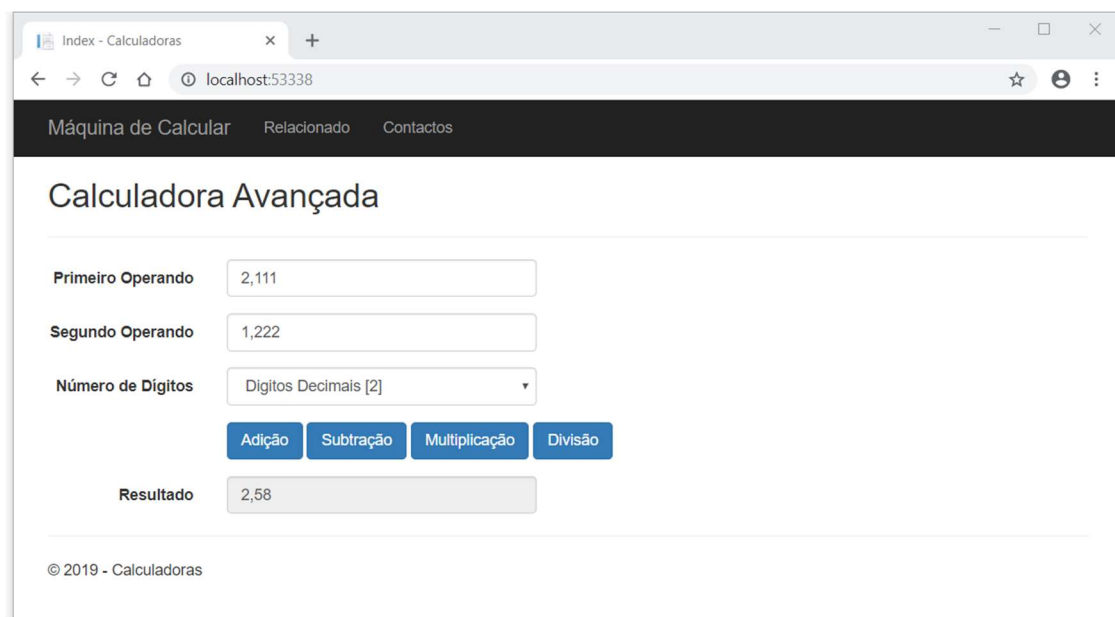 Index - Calculadoras
localhost:53338
Máquina de Calcular Relacionado Contactos
Calculadora Avançada
Primeiro Operando 2,111
Segundo Operando 1,222
Número de Dígitos Digitos Decimais [2]
Adição Subtração Multiplicação Divisão
Resultado 2,58
© 2019 - Calculadoras